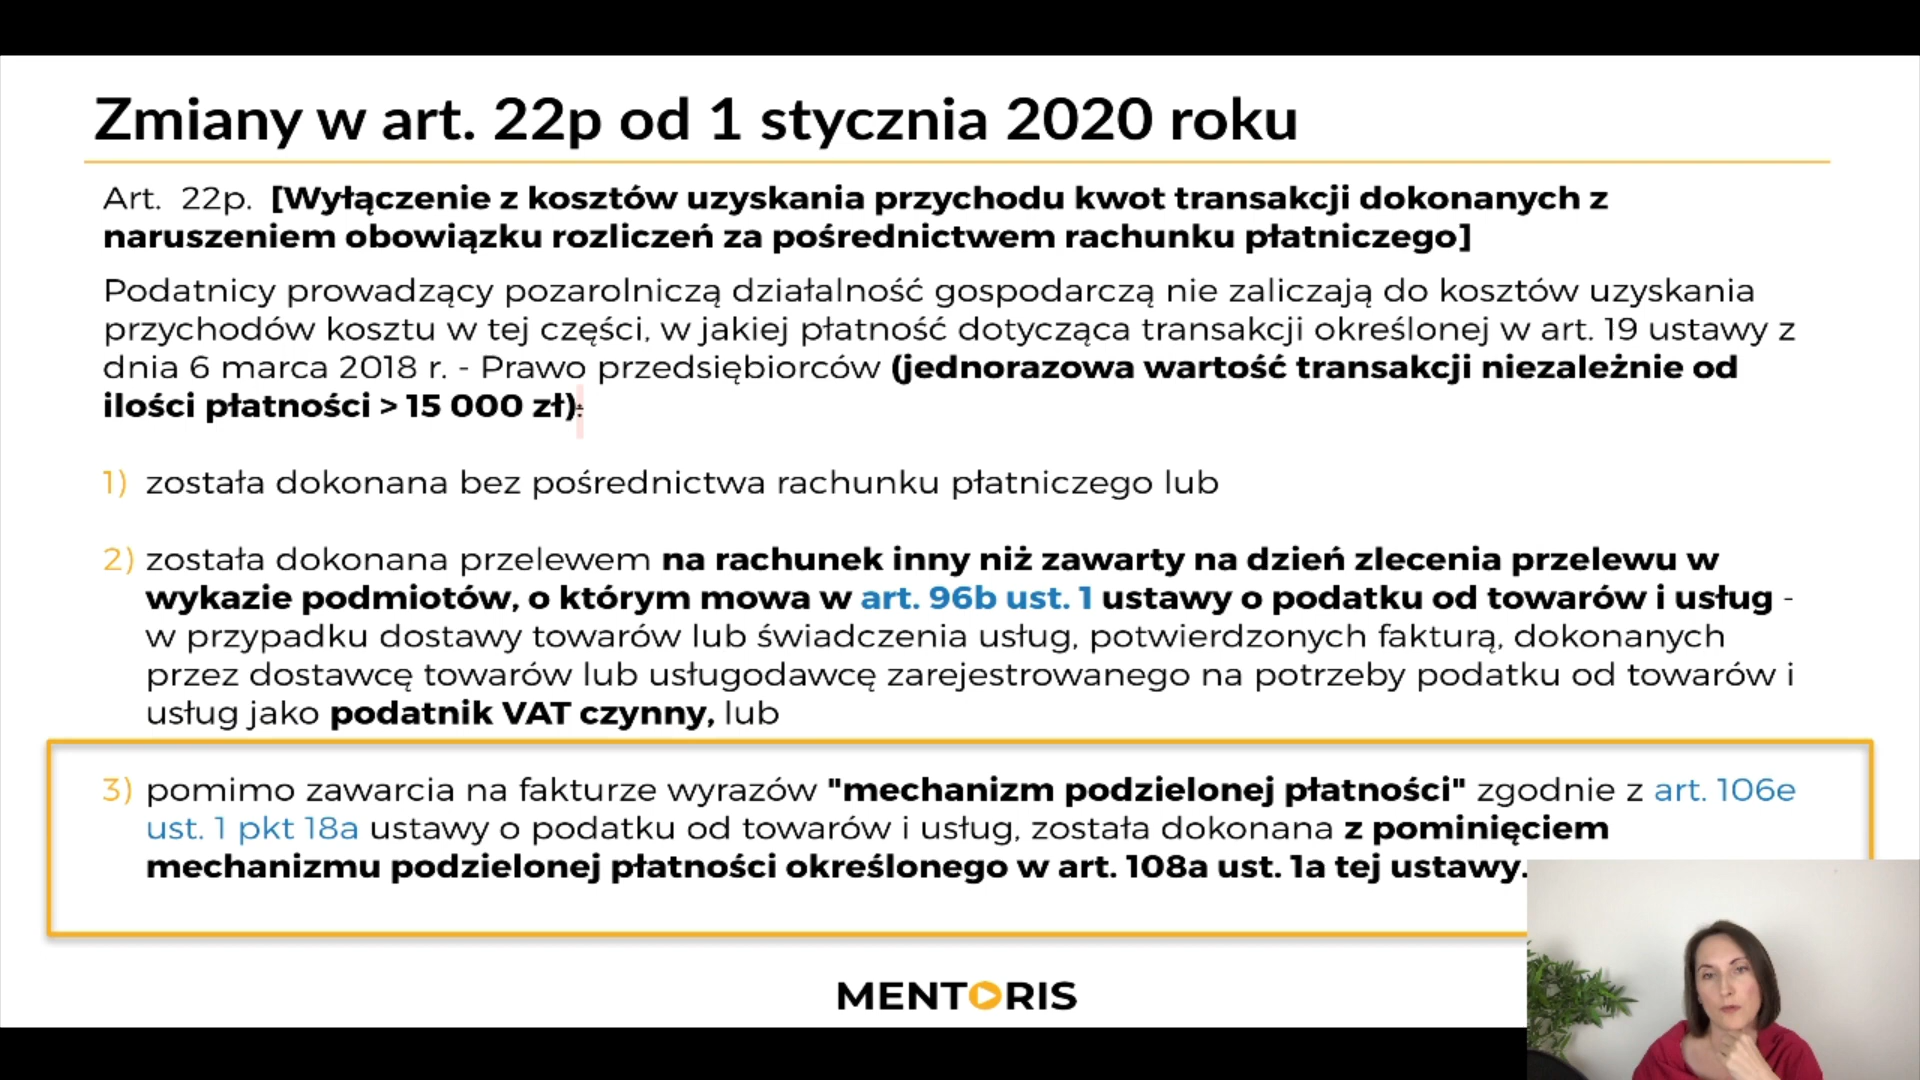 Zmiany w art. 22p od 1 stycznia 2020 roku
Art. 22p. [Wyłączenie z kosztów uzyskania przychodu kwot transakcji dokonanych z
naruszeniem obowiązku rozliczeń za pośrednictwem rachunku płatniczego]
Podatnicy prowadzący pozarolniczą działalność gospodarczą nie zaliczają do kosztów uzyskania
przychodów kosztu w tej części, w jakiej płatność dotycząca transakcji określonej w art. 19 ustawy z
dnia 6 marca 2018 r. - Prawo przedsiębiorców (jednorazowa wartość transakcji niezależnie od
ilości płatności > 15 000 zł):
1) została dokonana bez pośrednictwa rachunku płatniczego lub
2) została dokonana przelewem na rachunek inny niż zawarty na dzień zlecenia przelewu w
wykazie podmiotów, o którym mowa w art. 96b ust. 1 ustawy o podatku od towarów i usług -
w przypadku dostawy towarów lub świadczenia usług, potwierdzonych fakturą, dokonanych
przez dostawcę towarów lub usługodawcę zarejestrowanego na potrzeby podatku od towarów i
usług jako podatnik VAT czynny, lub
3) pomimo zawarcia na fakturze wyrazów "mechanizm podzielonej płatności" zgodnie z art. 106e
ust. 1 pkt 18a ustawy o podatku od towarów i usług, została dokonana z pominięciem
mechanizmu podzielonej płatności określonego w art. 108a ust. 1a tej ustawy.
MENTORIS